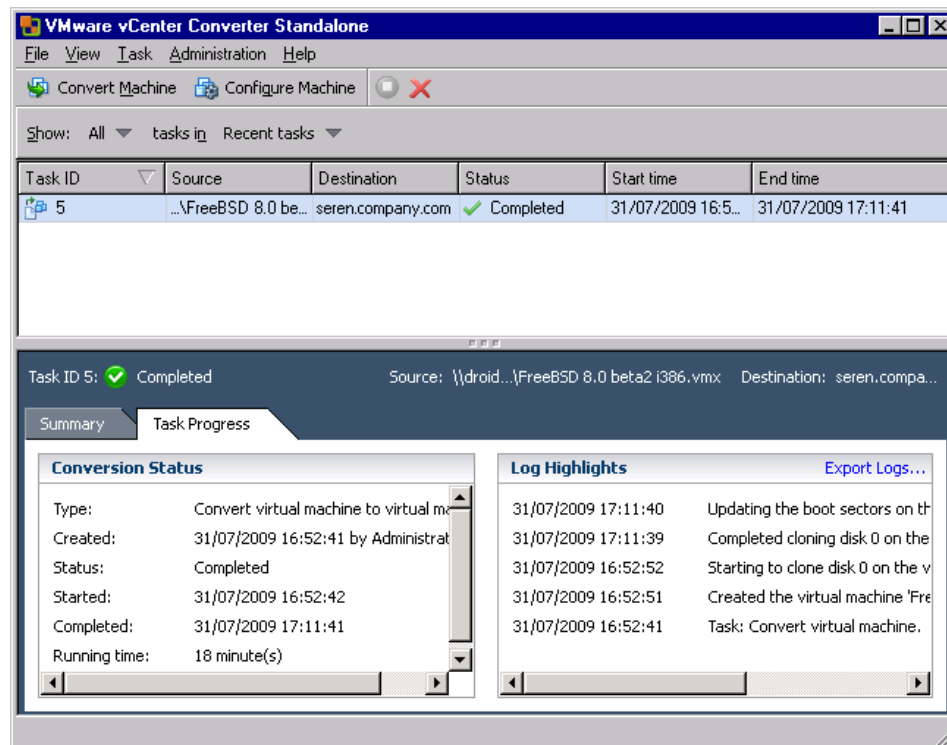 VMware vCenter Converter Standalone
File View Task Administration Help
Convert Machine Configure Machine
Show: All tasks in Recent tasks
Task ID Source Destination Status Start time End time
5 ...\FreeBSD 8.0 be... seren.company.com Completed 31/07/2009 16:5... 31/07/2009 17:11:41
Task ID 5: Completed Source: \\droid...\FreeBSD 8.0 beta2 i386.vmx Destination: seren.compa...
Summary Task Progress
Conversion Status
Type: Convert virtual machine to virtual ma
Created: 31/07/2009 16:52:41 by Administrat
Status: Completed
Started: 31/07/2009 16:52:42
Completed: 31/07/2009 17:11:41
Running time: 18 minute(s)
Log Highlights Export Logs...
31/07/2009 17:11:40 Updating the boot sectors on th
31/07/2009 17:11:39 Completed cloning disk 0 on the
31/07/2009 16:52:52 Starting to clone disk 0 on the v
31/07/2009 16:52:51 Created the virtual machine 'Fre
31/07/2009 16:52:41 Task: Convert virtual machine.